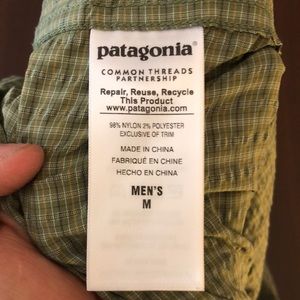 patagonia®
COMMON THREADS
PARTNERSHIP
Repair, Reuse, Recycle
This Product
www.patagonia.com
98% NYLON 2% POLYESTER
EXCLUSIVE OF TRIM
MADE IN CHINA
FABRIQUÉ EN CHINE
HECHO EN CHINA
MEN'S
M